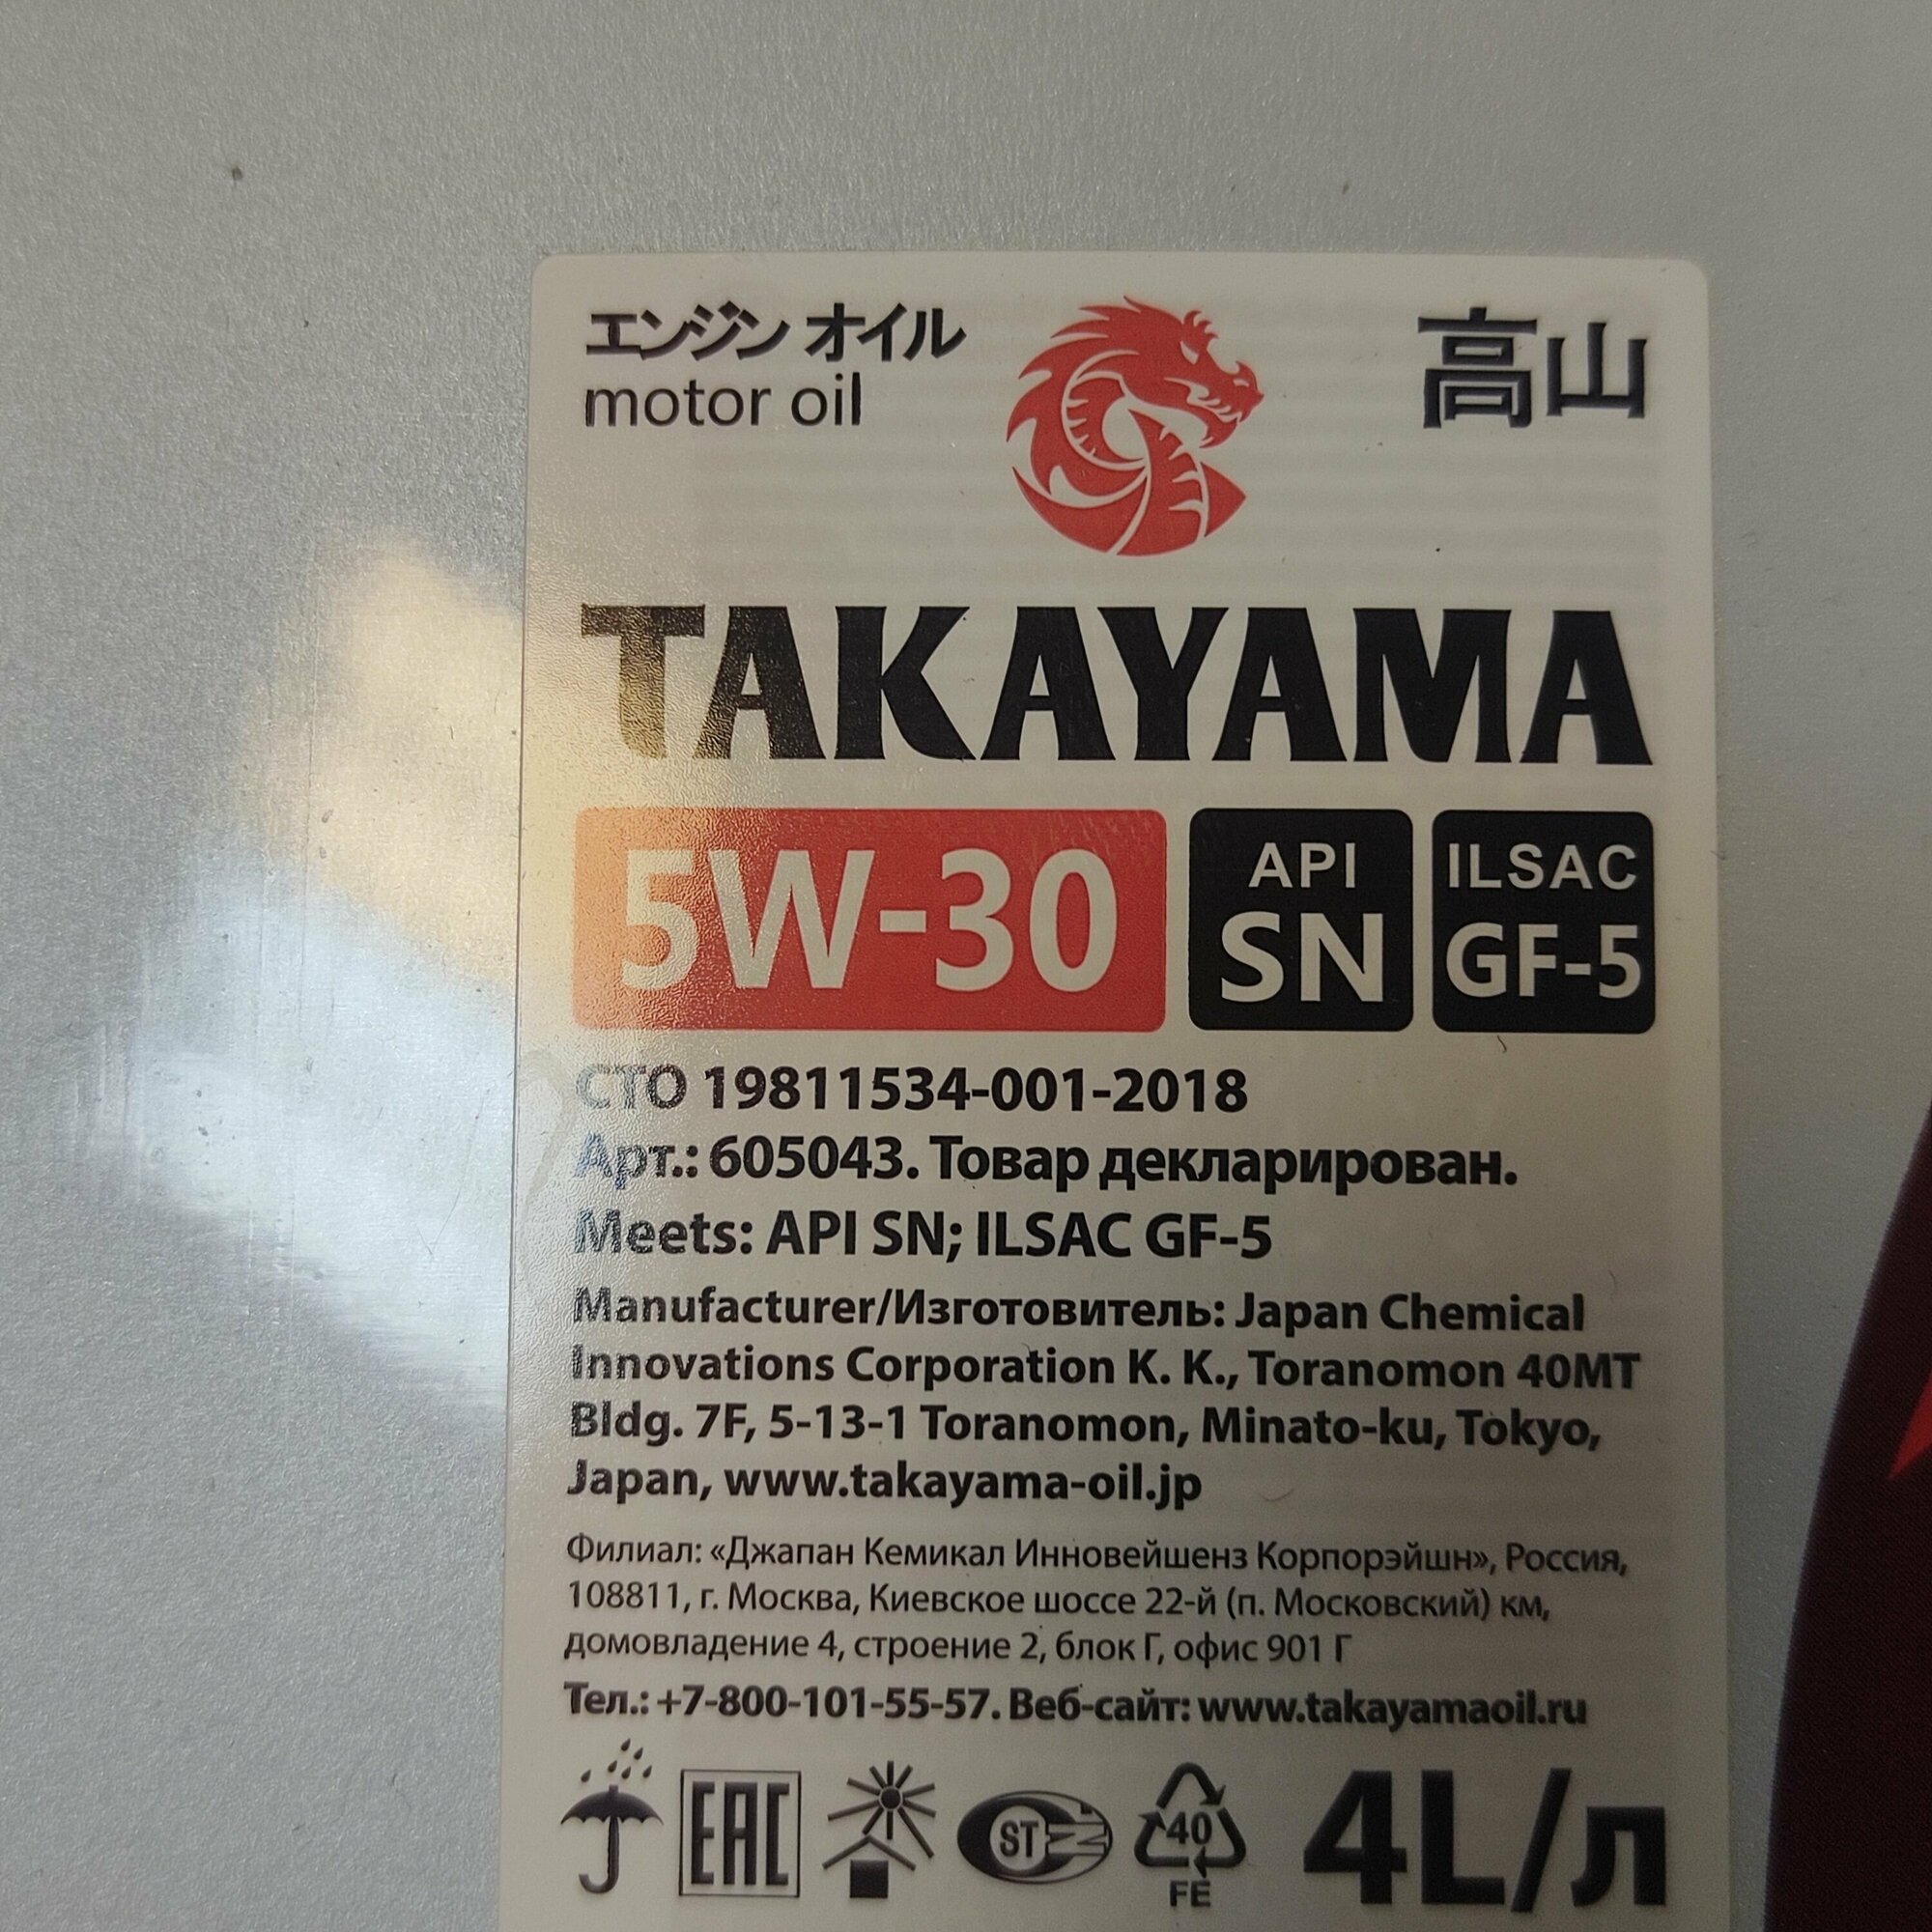 エンジン オイル
motor oil
高山
TAKAYAMA
5W-30
API
SN
ILSAC
GF-5
СТО 19811534-001-2018
Арт.: 605043. Товар декларирован.
Meets: API SN; ILSAC GF-5
Manufacturer/Изготовитель: Japan Chemical
Innovations Corporation K. K., Toranomon 40MT
Bldg. 7F, 5-13-1 Toranomon, Minato-ku, Tokyo,
Japan, www.takayama-oil.jp
Филиал: «Джапан Кемикал Инновейшенз Корпорэйшн», Россия,
108811, г. Москва, Киевское шоссе 22-й (п. Московский) км,
домовладение 4, строение 2, блок Г, офис 901 Г
Тел.: +7-800-101-55-57. Веб-сайт: www.takayamaoil.ru
EAC
ST
40
FE
4L/л